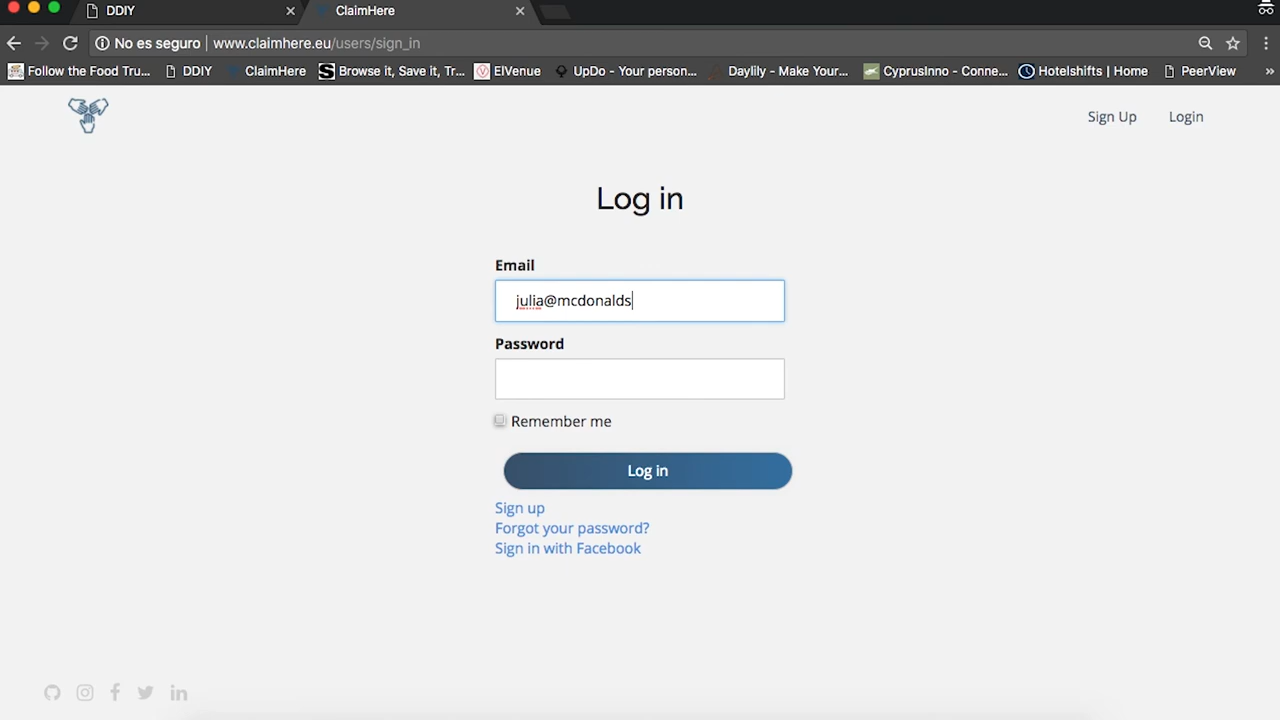 DDIY
ClaimHere
No es seguro | www.claimhere.eu/users/sign_in
Follow the Food Tru... DDIY ClaimHere Browse it, Save it, Tr... ElVenue UpDo - Your person... Daylily - Make Your... CyprusInno - Conne... Hotelshifts | Home PeerView »
Sign Up Login
Log in
Email
julia@mcdonalds
Password
Remember me
Log in
Sign up
Forgot your password?
Sign in with Facebook